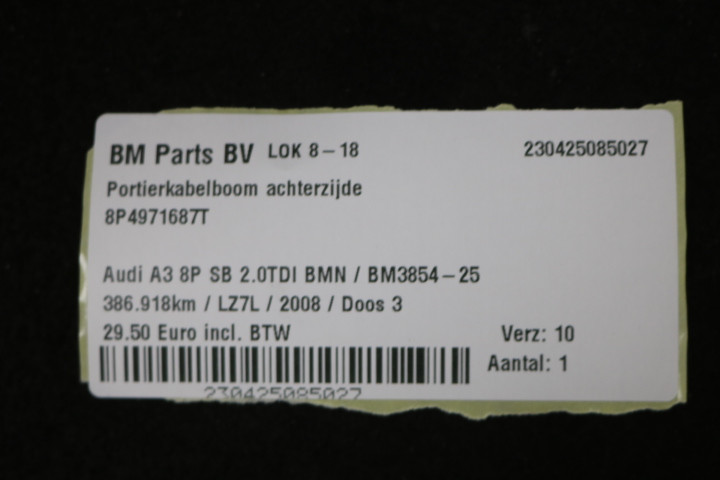 BM Parts BV LOK 8-18 230425085027
Portierkabelboom achterzijde
8P4971687T
Audi A3 8P SB 2.0TDI BMN / BM3854-25
386.918km / LZ7L / 2008 / Doos 3
29.50 Euro incl. BTW Verz: 10
Aantal: 1
230425085027